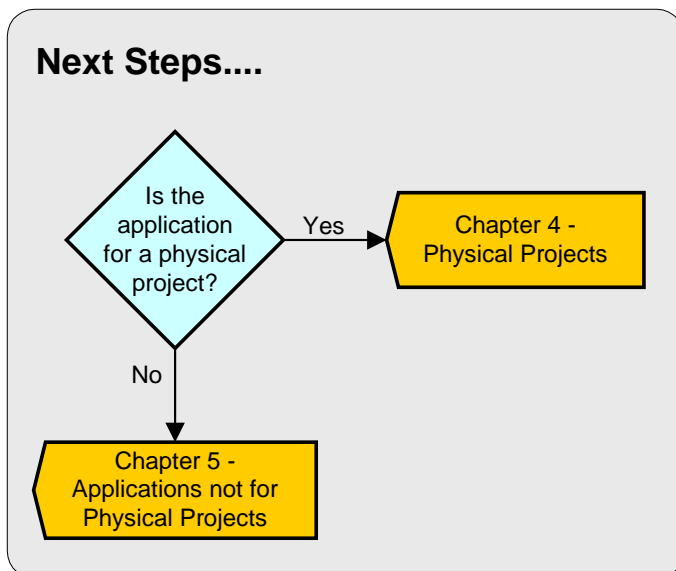 Next Steps....
Is the
application
for a physical
project?
Yes
Chapter 4 -
Physical Projects
No
Chapter 5 -
Applications not for
Physical Projects